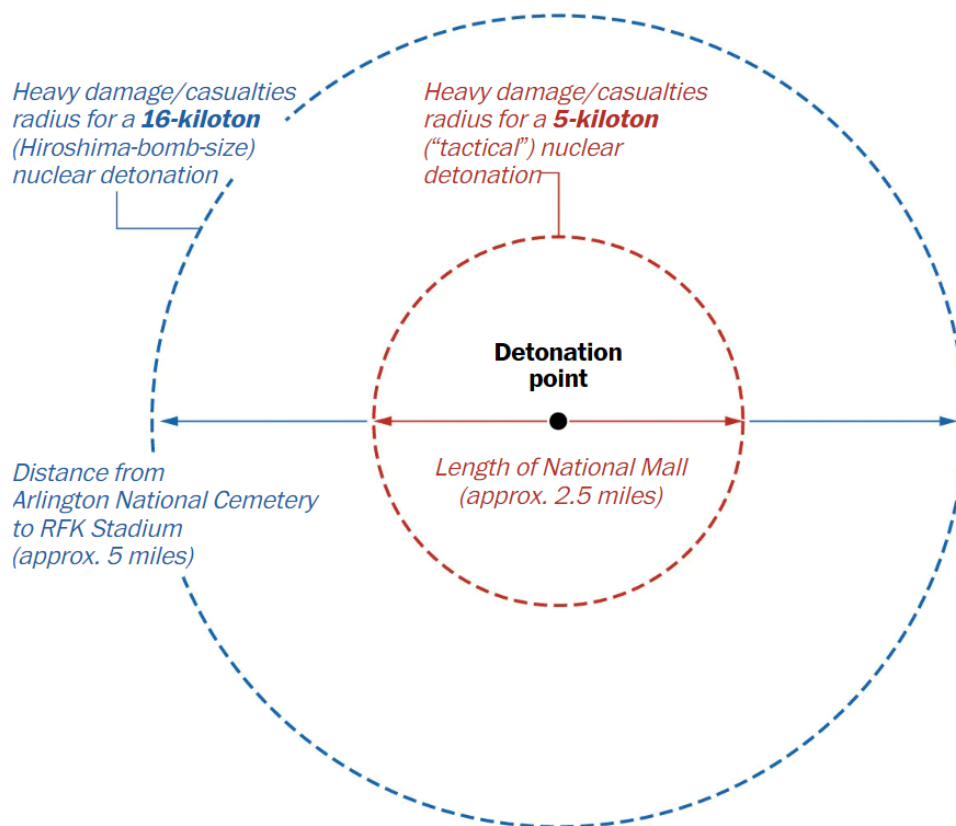 Heavy damage/casualties
radius for a 16-kiloton
(Hiroshima-bomb-size)
nuclear detonation
Heavy damage/casualties
radius for a 5-kiloton
(“tactical”) nuclear
detonation
Detonation
point
Length of National Mall
(approx. 2.5 miles)
Distance from
Arlington National Cemetery
to RFK Stadium
(approx. 5 miles)